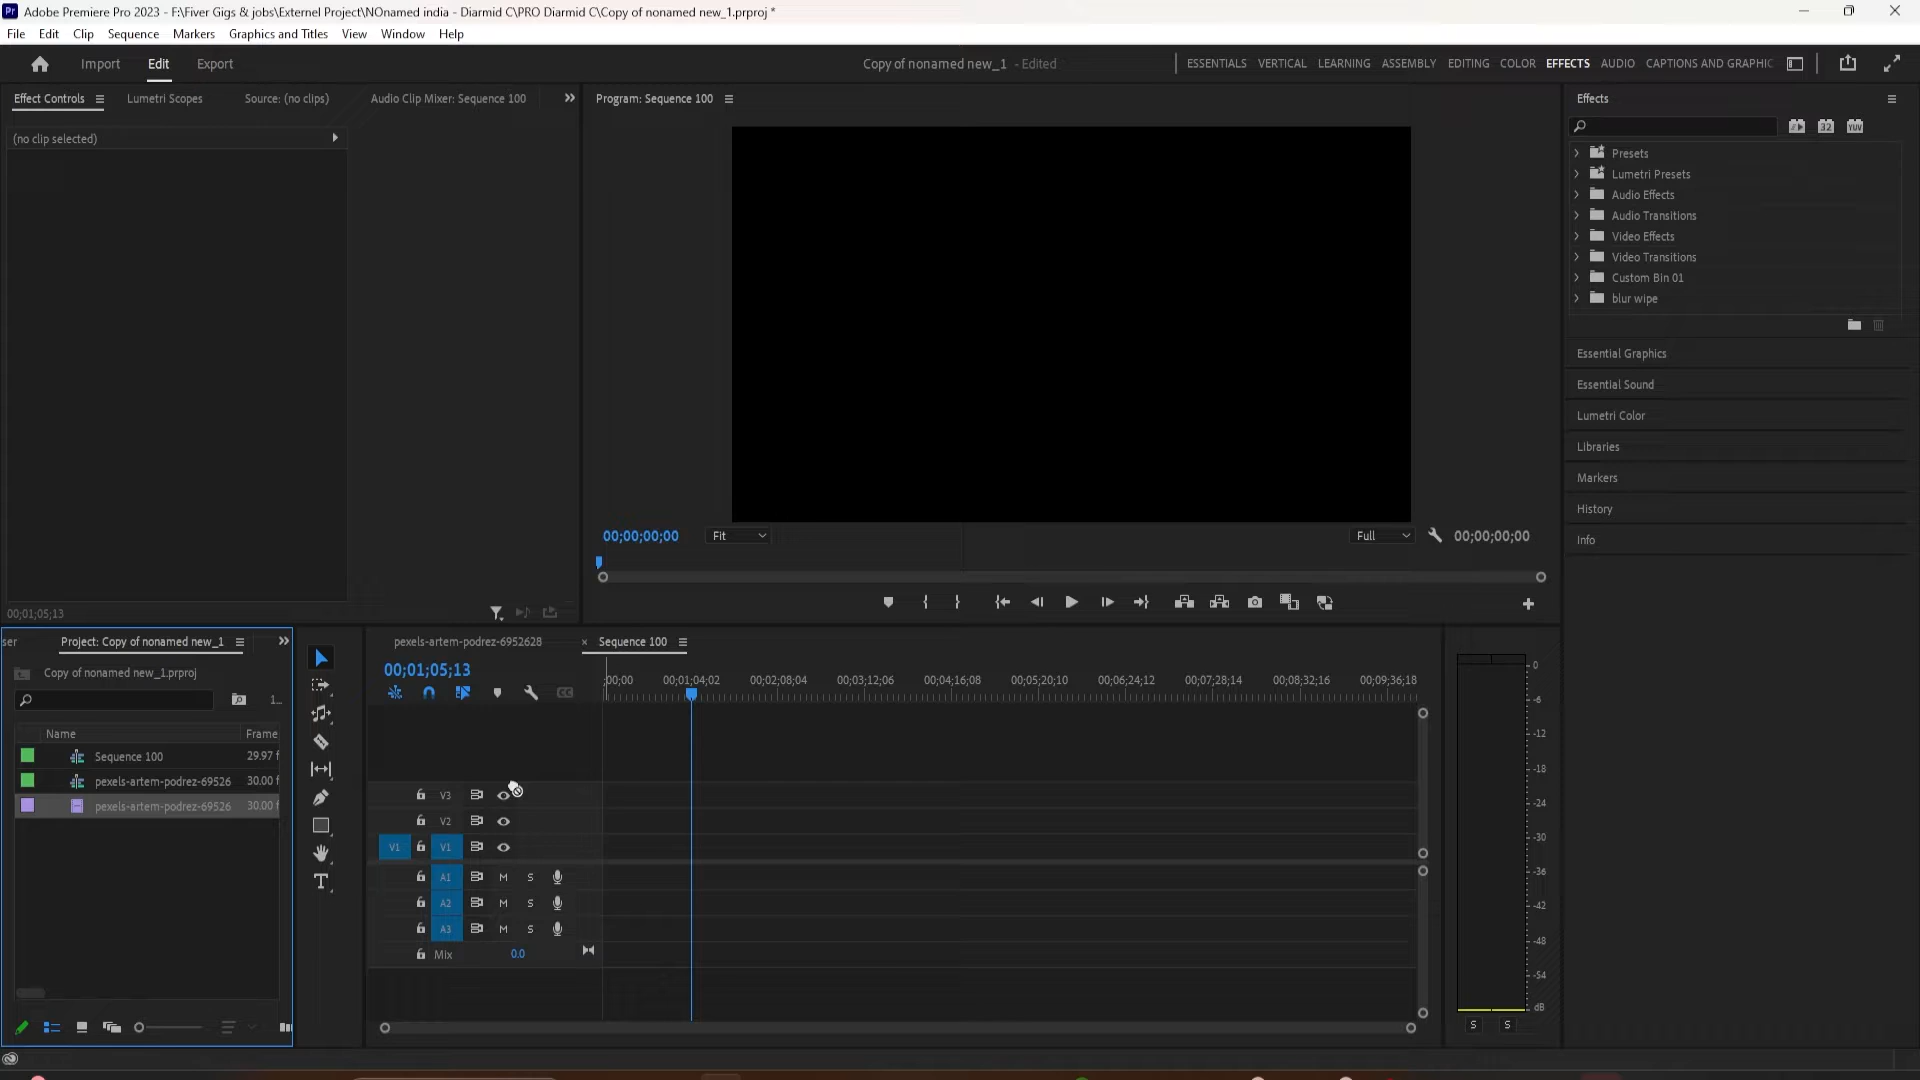 Pr Adobe Premiere Pro 2023 - F:\Fiver Gigs & jobs\Externel Project\NOnamed india - Diarmid C\PRO Diarmid C\Copy of nonamed new_1.prproj *
File Edit Clip Sequence Markers Graphics and Titles View Window Help
Import Edit Export Copy of nonamed new_1 - Edited ESSENTIALS VERTICAL LEARNING ASSEMBLY EDITING COLOR EFFECTS AUDIO CAPTIONS AND GRAPHIC
Effect Controls Lumetri Scopes Source: (no clips) Audio Clip Mixer: Sequence 100 Program: Sequence 100 Effects
32 YUV
(no clip selected)
Presets
Lumetri Presets
Audio Effects
Audio Transitions
Video Effects
Video Transitions
Custom Bin 01
blur wipe
Essential Graphics
Essential Sound
Lumetri Color
Libraries
Markers
History
Info
00;00;00;00 Fit Full 00;00;00;00
00;01;05;13
ser Project: Copy of nonamed new_1 pexels-artem-podrez-6952628 × Sequence 100
Copy of nonamed new_1.prproj
1...
Name Frame
Sequence 100 29.97 f
pexels-artem-podrez-69526 30.00 f
pexels-artem-podrez-69526 30.00 f
00;01;05;13
CC
;00;00 00;01;04;02 00;02;08;04 00;03;12;06 00;04;16;08 00;05;20;10 00;06;24;12 00;07;28;14 00;08;32;16 00;09;36;18
V3
V2
V1 V1
A1 M S
A2 M S
A3 M S
Mix 0.0
0
-6
-12
-18
-24
-30
-36
-42
-48
-54
dB
S S